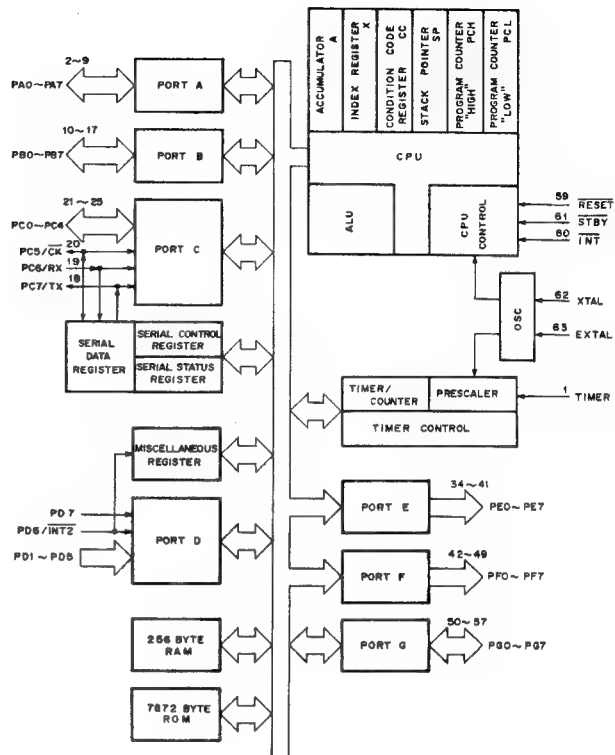 ACCUMULATOR A
INDEX REGISTER X
CONDITION CODE REGISTER CC
STACK POINTER SP
PROGRAM COUNTER "HIGH" PCH
PROGRAM COUNTER "LOW" PCL
CPU
ALU
CPU CONTROL
59 RESET
61 STBY
60 INT
OSC
62 XTAL
63 EXTAL
TIMER/COUNTER
PRESCALER
1 TIMER
TIMER CONTROL
2~9
PA0~PA7
PORT A
10~17
PB0~PB7
PORT B
21~25
PC0~PC4
PORT C
20
PC5/CK
19
PC6/RX
18
PC7/TX
SERIAL DATA REGISTER
SERIAL CONTROL REGISTER
SERIAL STATUS REGISTER
MISCELLANEOUS REGISTER
PD7
PD6/INT2
PD1~PD5
PORT D
256 BYTE RAM
7872 BYTE ROM
PORT E
34~41
PE0~PE7
PORT F
42~49
PF0~PF7
PORT G
50~57
PG0~PG7